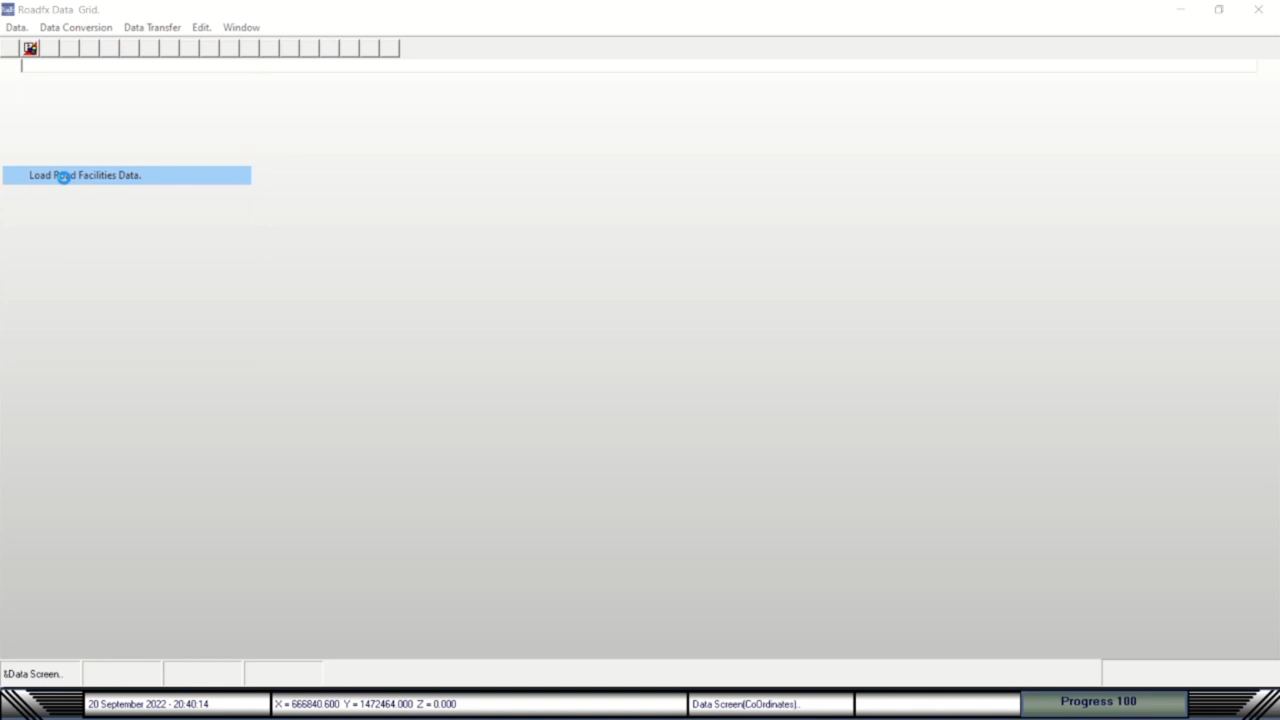 Roadfx Data Grid.
Data. Data Conversion Data Transfer Edit. Window
Load Road Facilities Data.
&Data Screen..
20 September 2022 - 20:40:14 X = 666840.600 Y = 1472464.000 Z = 0.000 Data Screen(CoOrdinates).. Progress 100